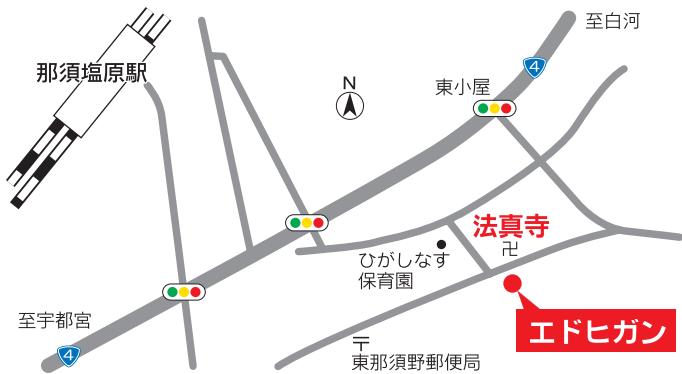 至白河
4
那須塩原駅
N
東小屋
法真寺
卍
ひがしなす
保育園
至宇都宮
4
エドヒガン
〒
東那須野郵便局